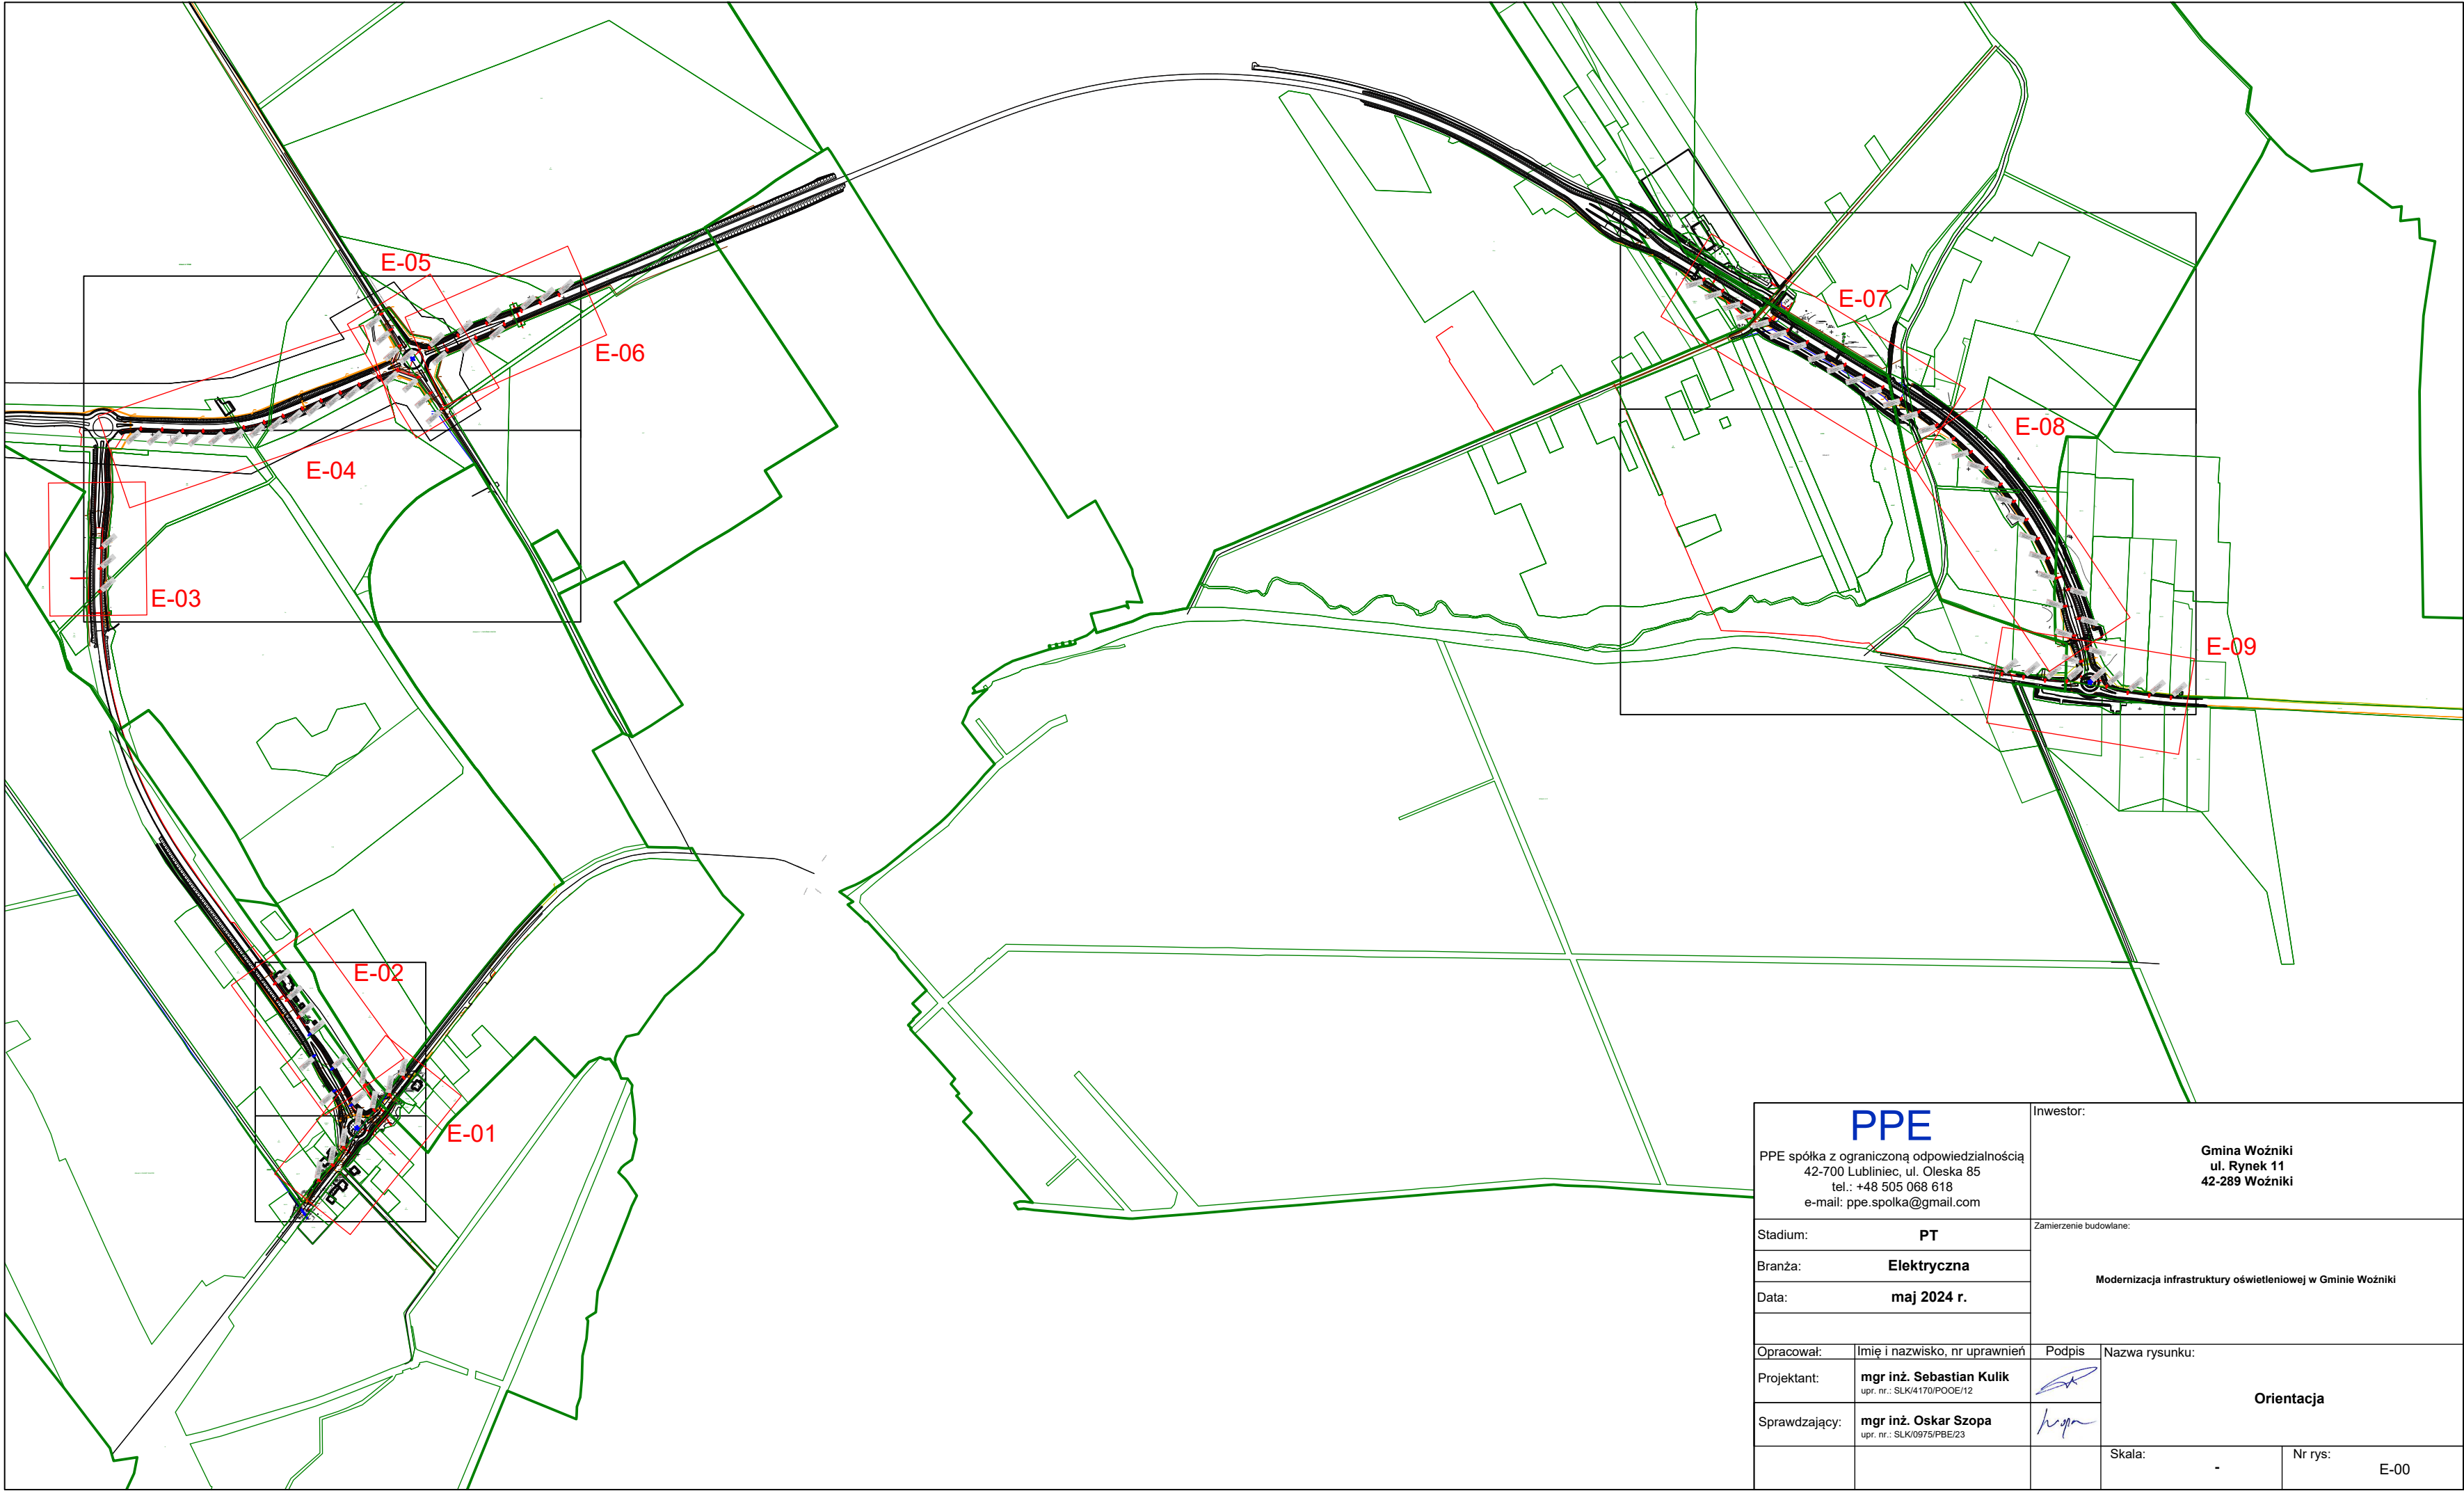 E-05
E-06
E-04
E-03
E-07
E-08
E-09
E-02
E-01
PPE
PPE spółka z ograniczoną odpowiedzialnością
42-700 Lubliniec, ul. Oleska 85
tel.: +48 505 068 618
e-mail: ppe.spolka@gmail.com
Inwestor:
Gmina Woźniki
ul. Rynek 11
42-289 Woźniki
Stadium: PT
Branża: Elektryczna
Data: maj 2024 r.
Zamierzenie budowlane:
Modernizacja infrastruktury oświetleniowej w Gminie Woźniki
Opracował: Imię i nazwisko, nr uprawnień Podpis
Projektant: mgr inż. Sebastian Kulik
upr. nr.: SLK/4170/POOE/12
Sprawdzający: mgr inż. Oskar Szopa
upr. nr.: SLK/0975/PBE/23
Nazwa rysunku:
Orientacja
Skala: -
Nr rys: E-00